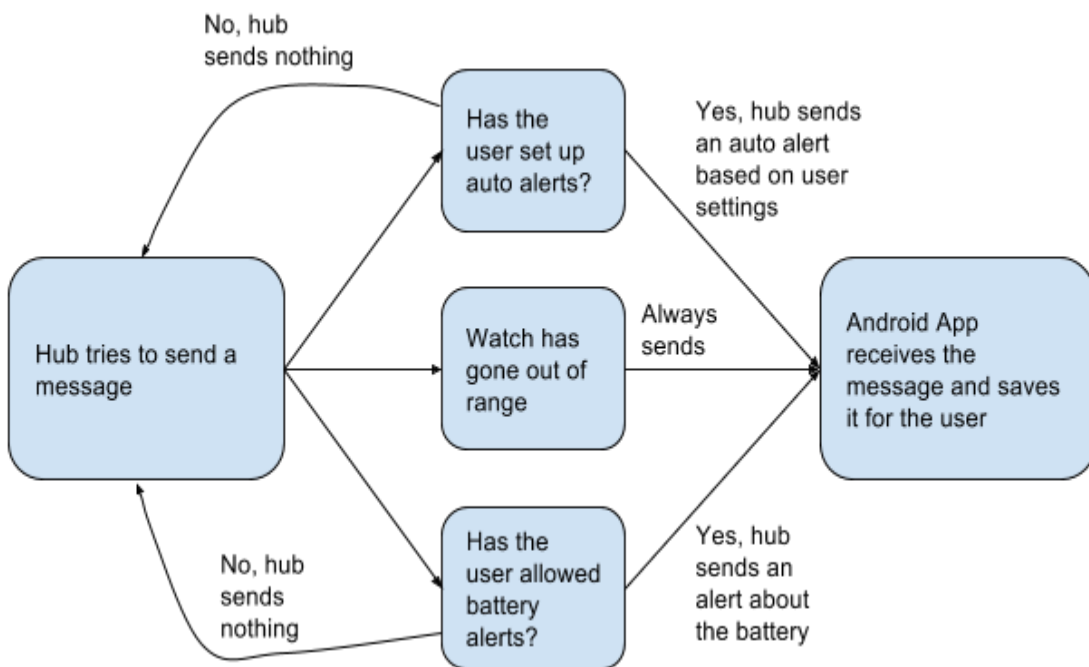 No, hub
sends nothing
Has the
user set up
auto alerts?
Yes, hub sends
an auto alert
based on user
settings
Hub tries to send a
message
Watch has
gone out of
range
Always
sends
Android App
receives the
message and saves
it for the user
No, hub
sends
nothing
Has the
user allowed
battery
alerts?
Yes, hub
sends an
alert about
the battery